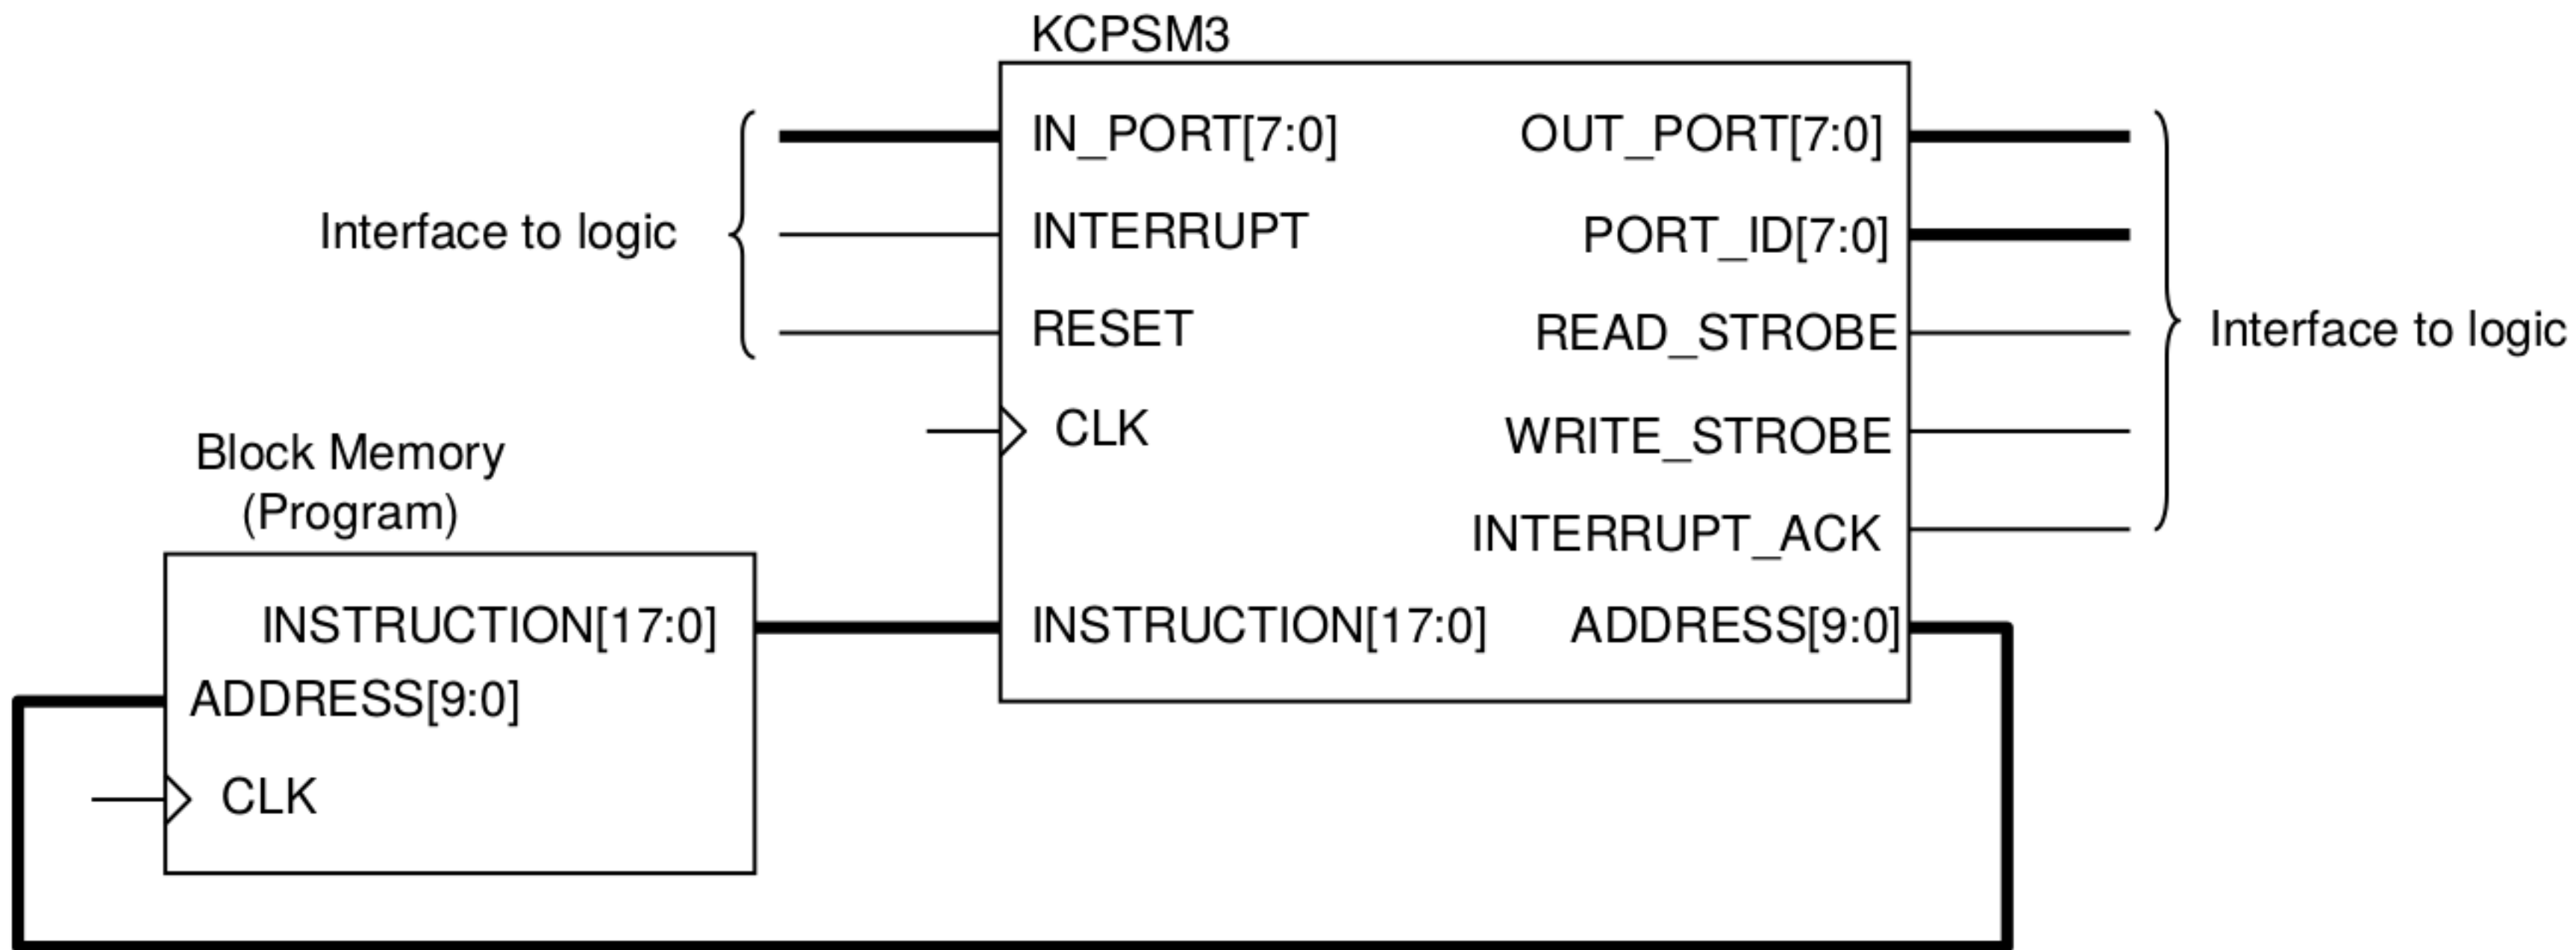 KCPSM3
IN_PORT[7:0]
OUT_PORT[7:0]
Interface to logic
INTERRUPT
PORT_ID[7:0]
RESET
READ_STROBE
Interface to logic
CLK
WRITE_STROBE
Block Memory
(Program)
INTERRUPT_ACK
INSTRUCTION[17:0]
INSTRUCTION[17:0]
ADDRESS[9:0]
ADDRESS[9:0]
CLK